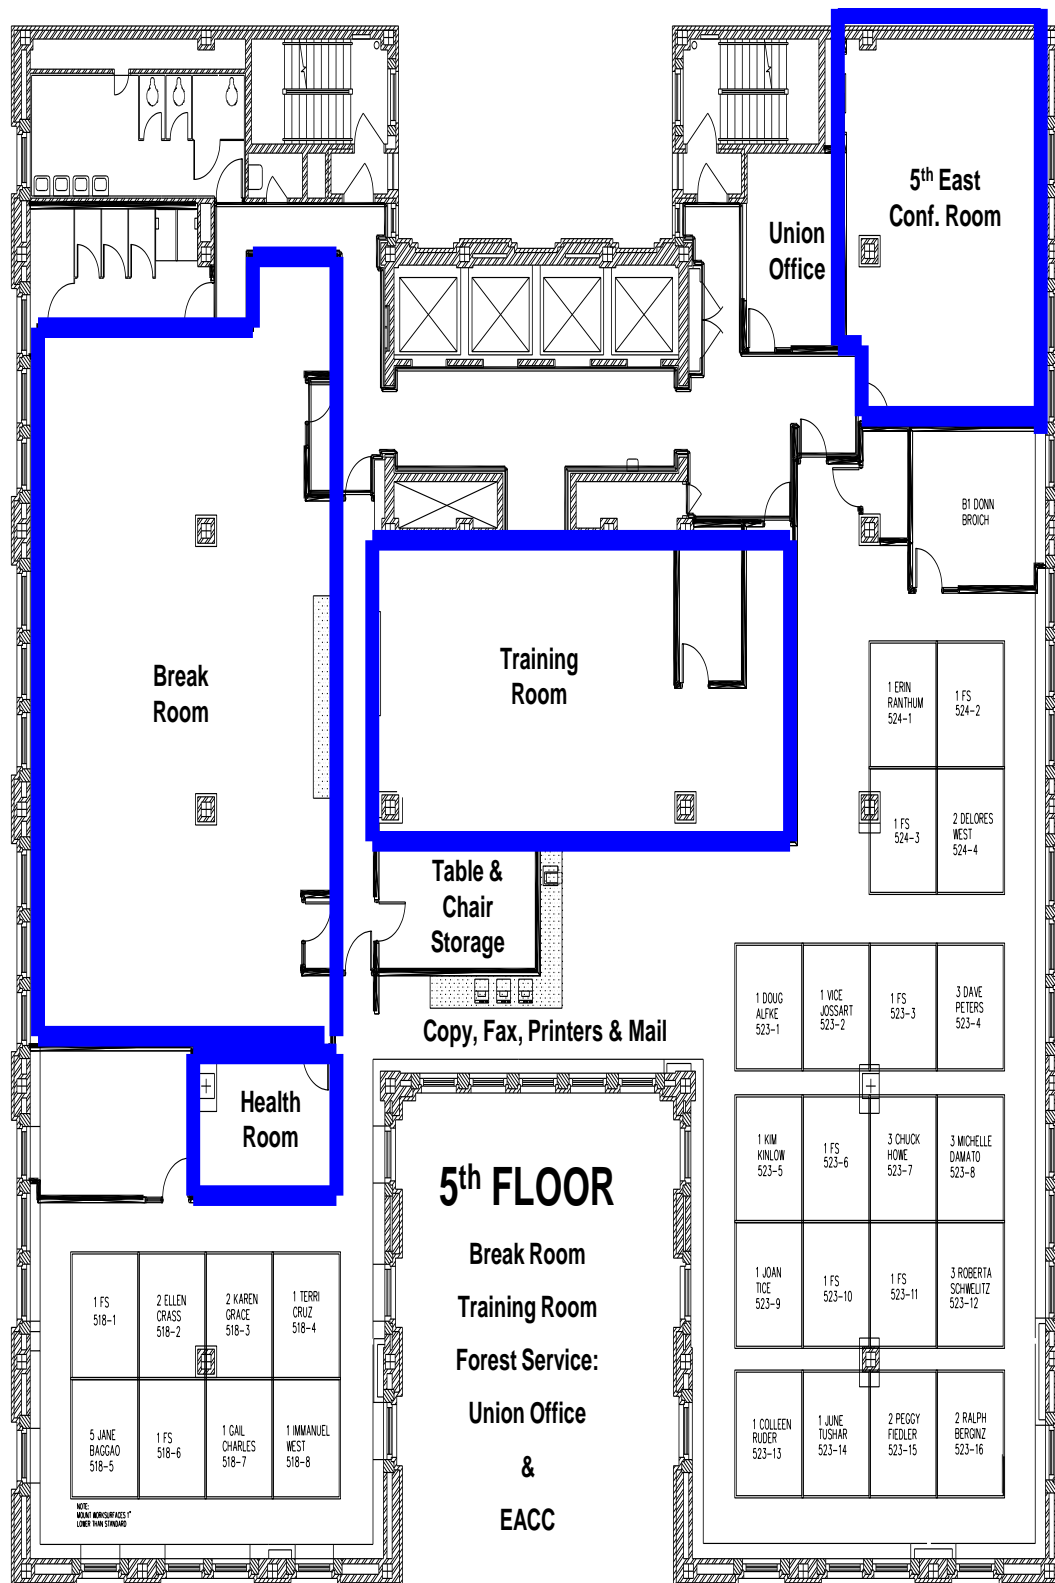 5th East
Conf. Room
Union
Office
B1 DONN
BROICH
Break
Room
Training
Room
1 ERIN
RANTHUM
524-1
1 FS
524-2
1 FS
524-3
2 DELORES
WEST
524-4
Table &
Chair
Storage
Copy, Fax, Printers & Mail
1 DOUG
ALFKE
523-1
1 VICE
JOSSART
523-2
1 FS
523-3
3 DAVE
PETERS
523-4
Health
Room
1 KIM
KINLOW
523-5
1 FS
523-6
3 CHUCK
HOWE
523-7
3 MICHELLE
DAMATO
523-8
1 JOAN
TICE
523-9
1 FS
523-10
1 FS
523-11
3 ROBERTA
SCHWELITZ
523-12
1 COLLEEN
RUDER
523-13
1 JUNE
TUSHAR
523-14
2 PEGGY
FIEDLER
523-15
2 RALPH
BERGINZ
523-16
5th FLOOR
Break Room
Training Room
Forest Service:
Union Office
&
EACC
1 FS
518-1
2 ELLEN
CRASS
518-2
2 KAREN
GRACE
518-3
1 TERRI
CRUZ
518-4
5 JANE
BAGGAO
518-5
1 FS
518-6
1 GAIL
CHARLES
518-7
1 IMMANUEL
WEST
518-8
NOTE:
MOUNT WORKSURFACES 1"
LOWER THAN STANDARD